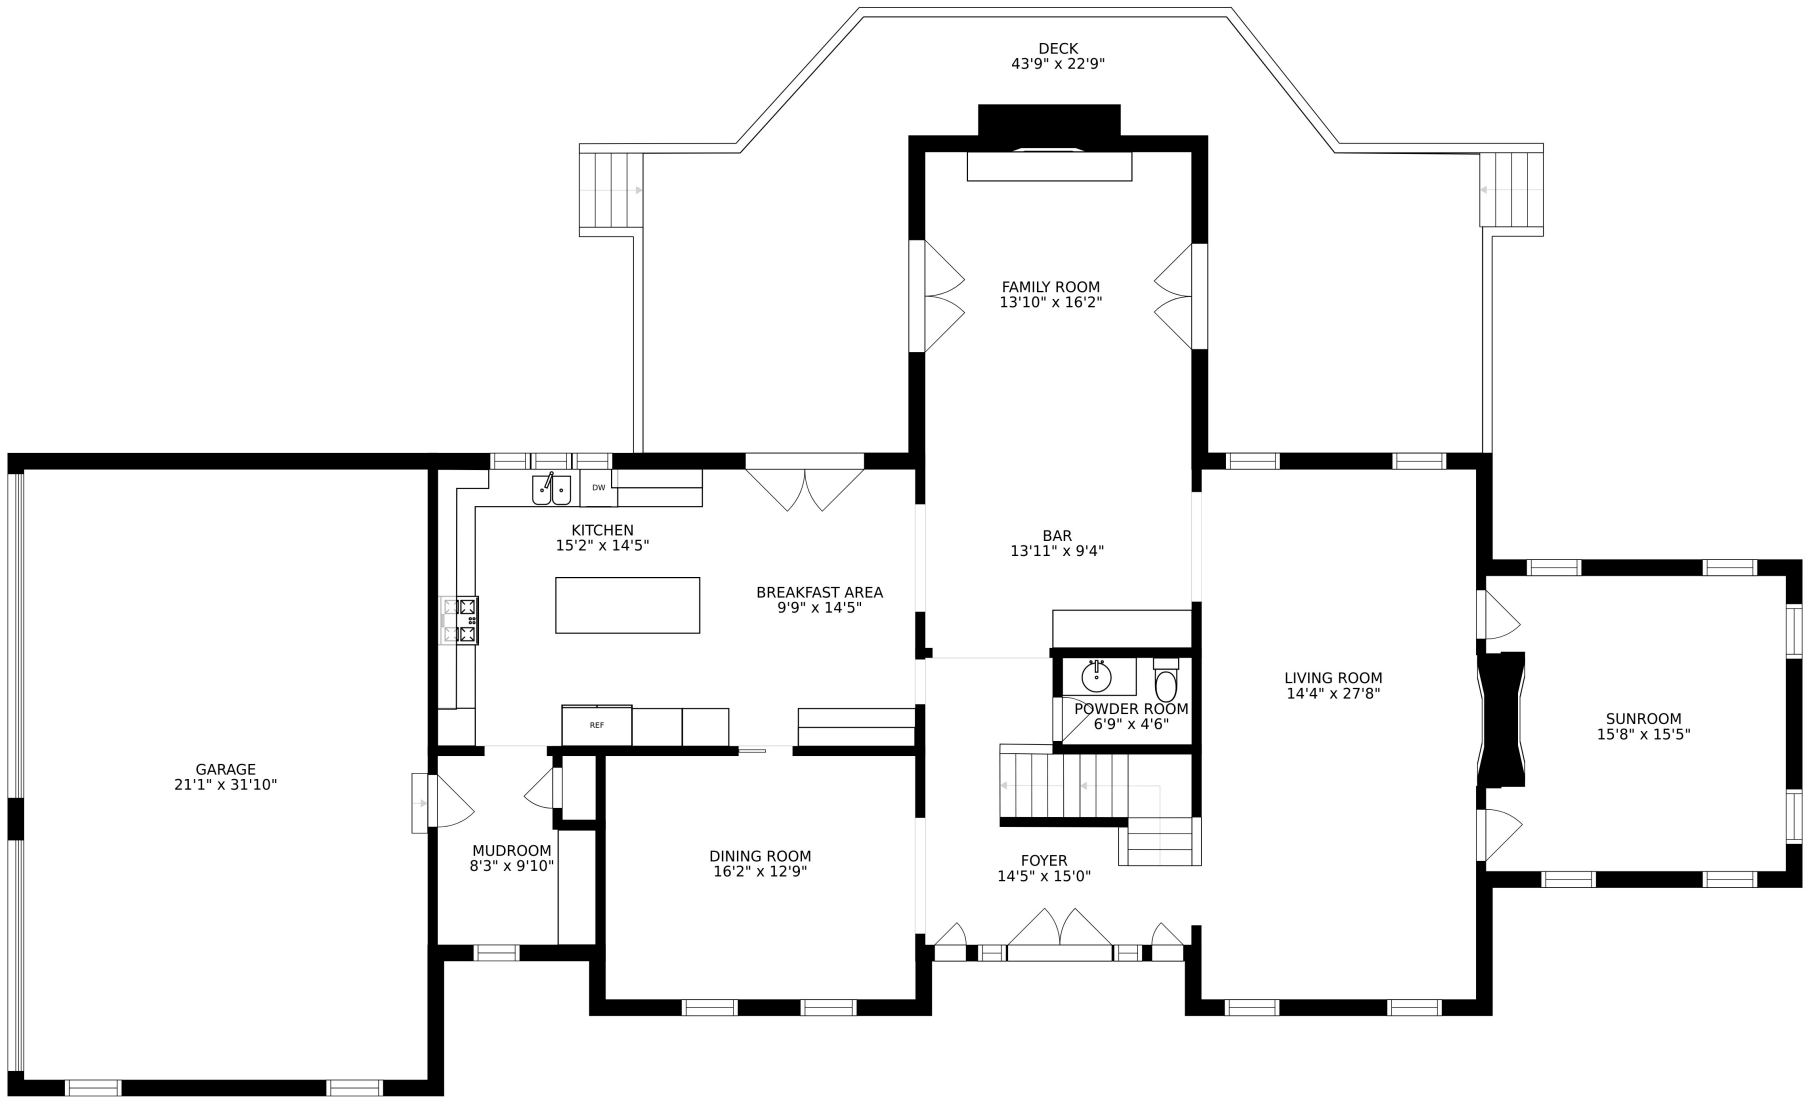 DECK
43'9" x 22'9"
FAMILY ROOM
13'10" x 16'2"
DW
KITCHEN
15'2" x 14'5"
BAR
13'11" x 9'4"
BREAKFAST AREA
9'9" x 14'5"
LIVING ROOM
14'4" x 27'8"
POWDER ROOM
6'9" x 4'6"
SUNROOM
15'8" x 15'5"
REF
GARAGE
21'1" x 31'10"
MUDROOM
8'3" x 9'10"
DINING ROOM
16'2" x 12'9"
FOYER
14'5" x 15'0"